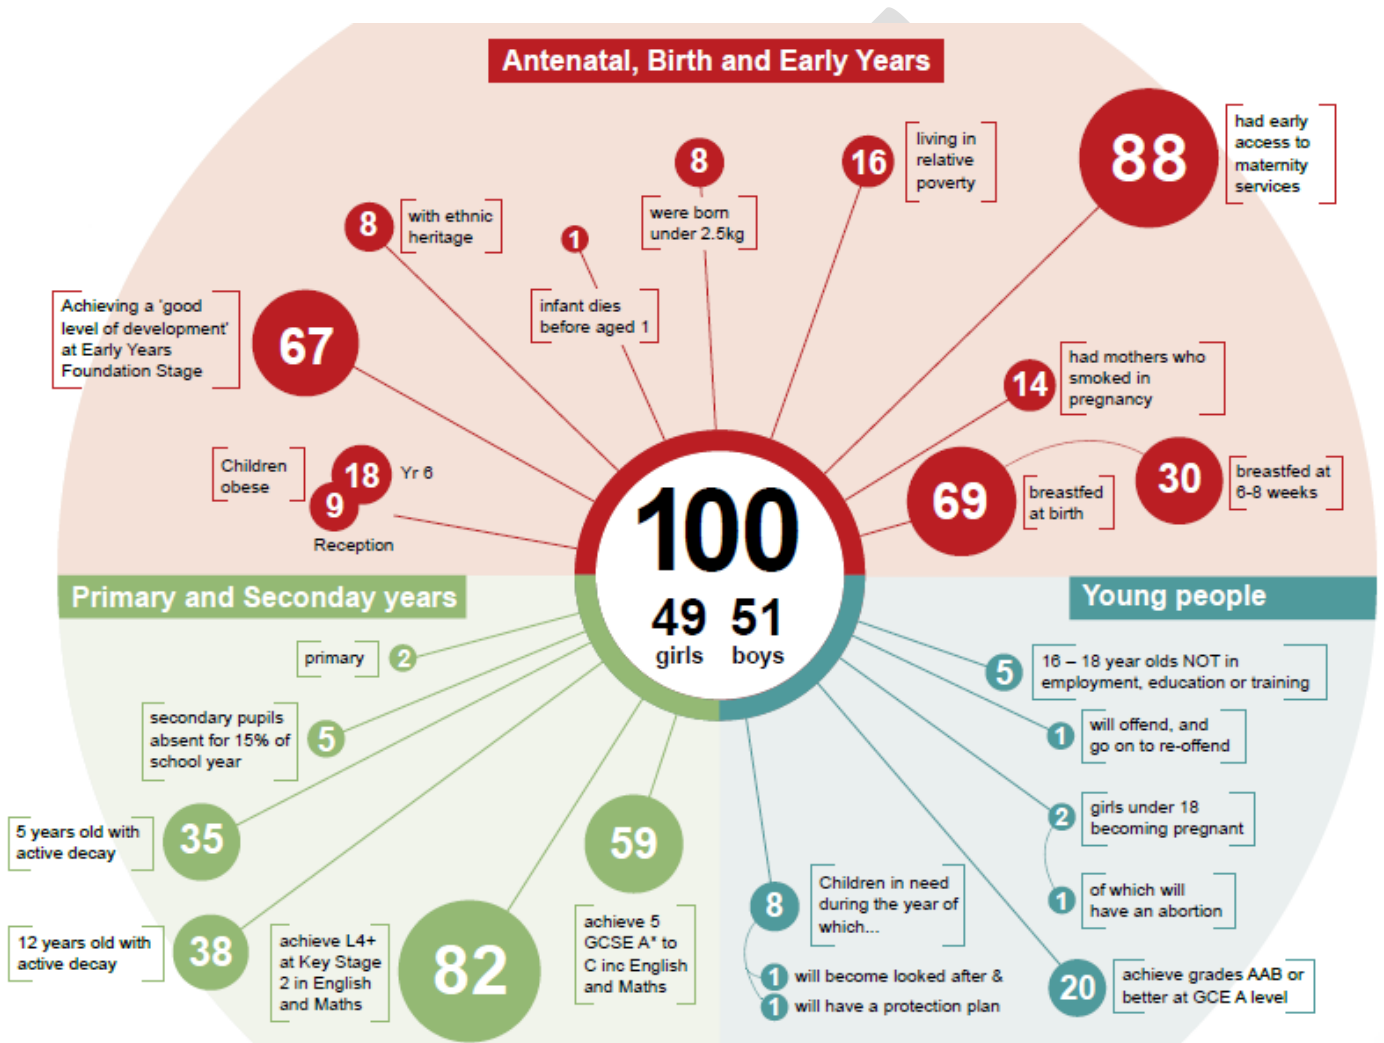 Antenatal, Birth and Early Years
88
had early
access to
maternity
services
16
living in
relative
poverty
8
were born
under 2.5kg
1
infant dies
before aged 1
8
with ethnic
heritage
67
Achieving a 'good
level of development'
at Early Years
Foundation Stage
Children
obese
18
Yr 6
9
Reception
14
had mothers who
smoked in
pregnancy
69
breastfed
at birth
30
breastfed at
6-8 weeks
100
49 51
girls boys
Primary and Seconday years
primary
2
secondary pupils
absent for 15% of
school year
5
5 years old with
active decay
35
12 years old with
active decay
38
achieve L4+
at Key Stage
2 in English
and Maths
82
59
achieve 5
GCSE A* to
C inc English
and Maths
Young people
5
16 – 18 year olds NOT in
employment, education or training
1
will offend, and
go on to re-offend
2
girls under 18
becoming pregnant
1
of which will
have an abortion
20
achieve grades AAB or
better at GCE A level
8
Children in need
during the year of
which...
1 will become looked after &
1 will have a protection plan